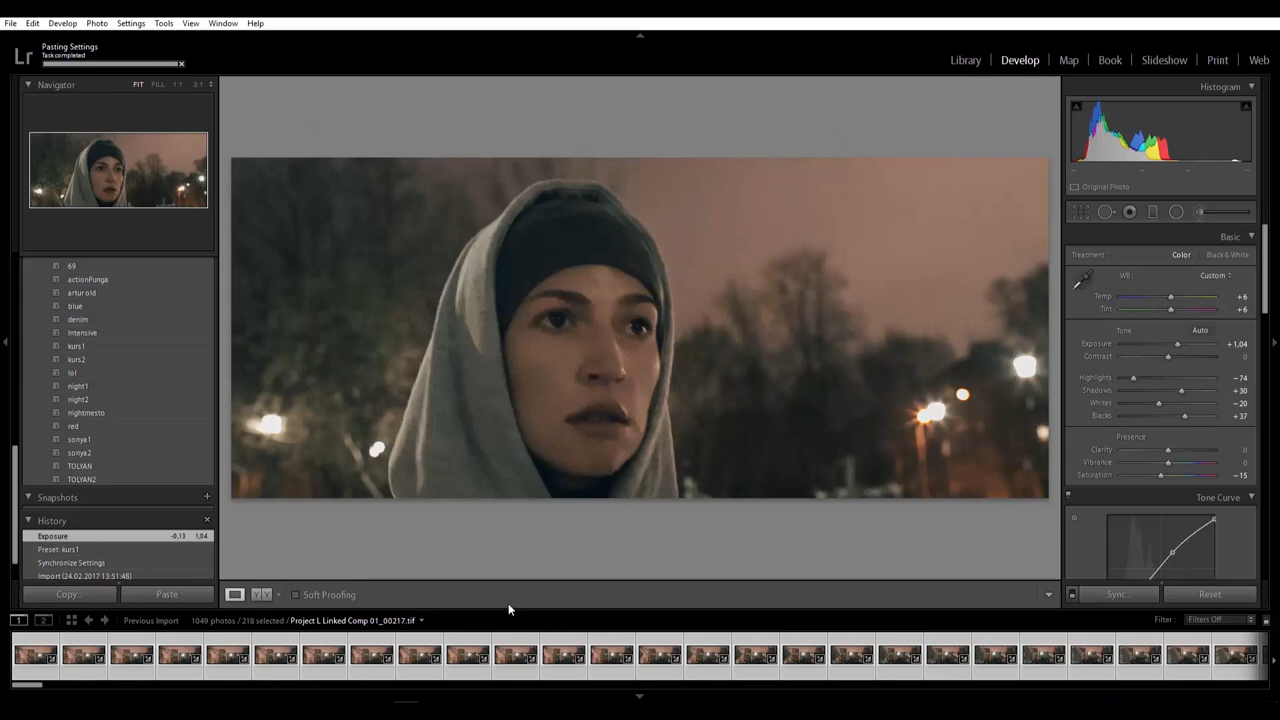 File Edit Develop Photo Settings Tools View Window Help
Lr
Pasting Settings
Task completed
Library Develop Map Book Slideshow Print Web
Navigator FIT FILL 1:1 3:1
Histogram
Original Photo
Basic
Treatment: Color Black & White
WB: Custom
Temp +6
Tint +6
Tone Auto
Exposure +1,04
Contrast 0
Highlights −74
Shadows +30
Whites −20
Blacks +37
Presence
Clarity 0
Vibrance 0
Saturation −15
Tone Curve
69
actionPunga
artur old
blue
denim
Intensive
kurs1
kurs2
lol
night1
night2
nightmesto
red
sonya1
sonya2
TOLYAN
TOLYAN2
Snapshots
History
Exposure -0,13 1,04
Preset: kurs1
Synchronize Settings
Import (24.02.2017 13:51:48)
Copy... Paste
Soft Proofing
Sync... Reset
1 2 Previous Import 1049 photos / 218 selected / Project L Linked Comp 01_00217.tif
Filter: Filters Off